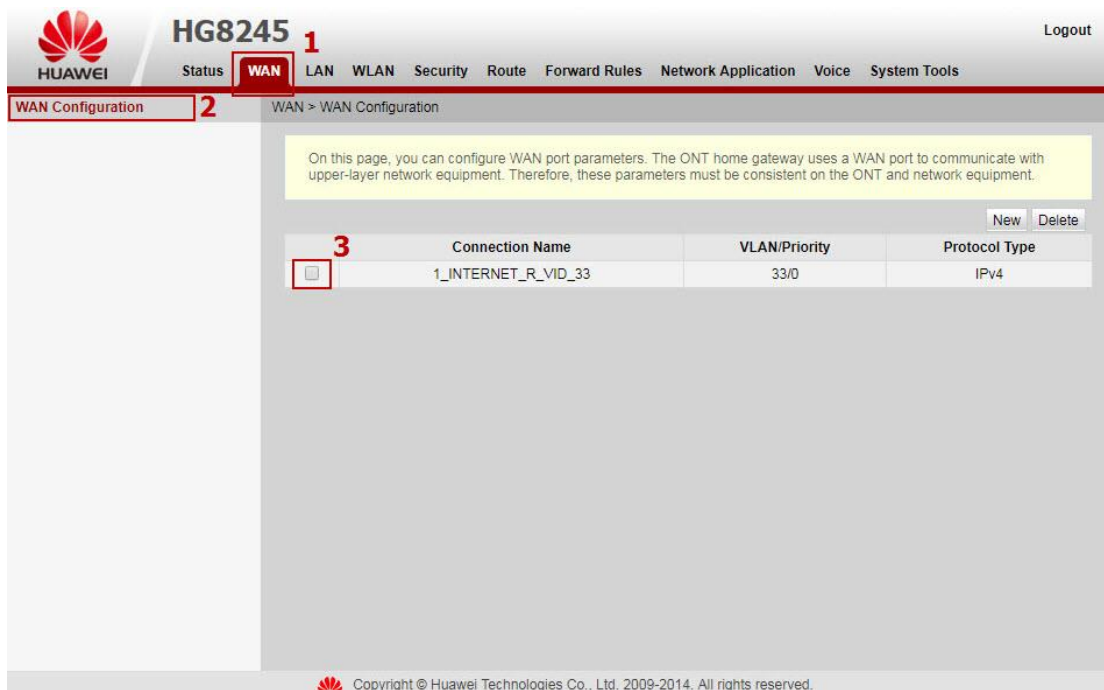 HG8245
1
Logout
HUAWEI
Status WAN LAN WLAN Security Route Forward Rules Network Application Voice System Tools
WAN Configuration 2
WAN > WAN Configuration
On this page, you can configure WAN port parameters. The ONT home gateway uses a WAN port to communicate with
upper-layer network equipment. Therefore, these parameters must be consistent on the ONT and network equipment.
New Delete
3 Connection Name VLAN/Priority Protocol Type
1_INTERNET_R_VID_33 33/0 IPv4
Copyright © Huawei Technologies Co., Ltd. 2009-2014. All rights reserved.